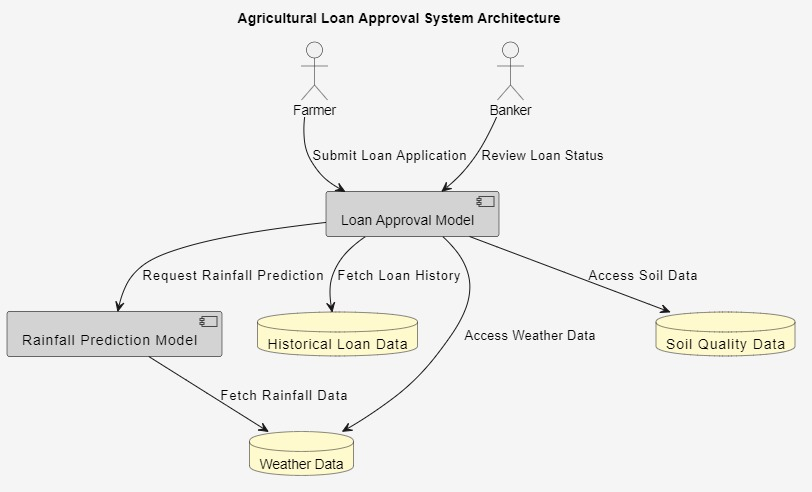 Agricultural Loan Approval System Architecture
Farmer
Banker
Submit Loan Application
Review Loan Status
Loan Approval Model
Request Rainfall Prediction
Fetch Loan History
Access Soil Data
Rainfall Prediction Model
Historical Loan Data
Access Weather Data
Soil Quality Data
Fetch Rainfall Data
Weather Data